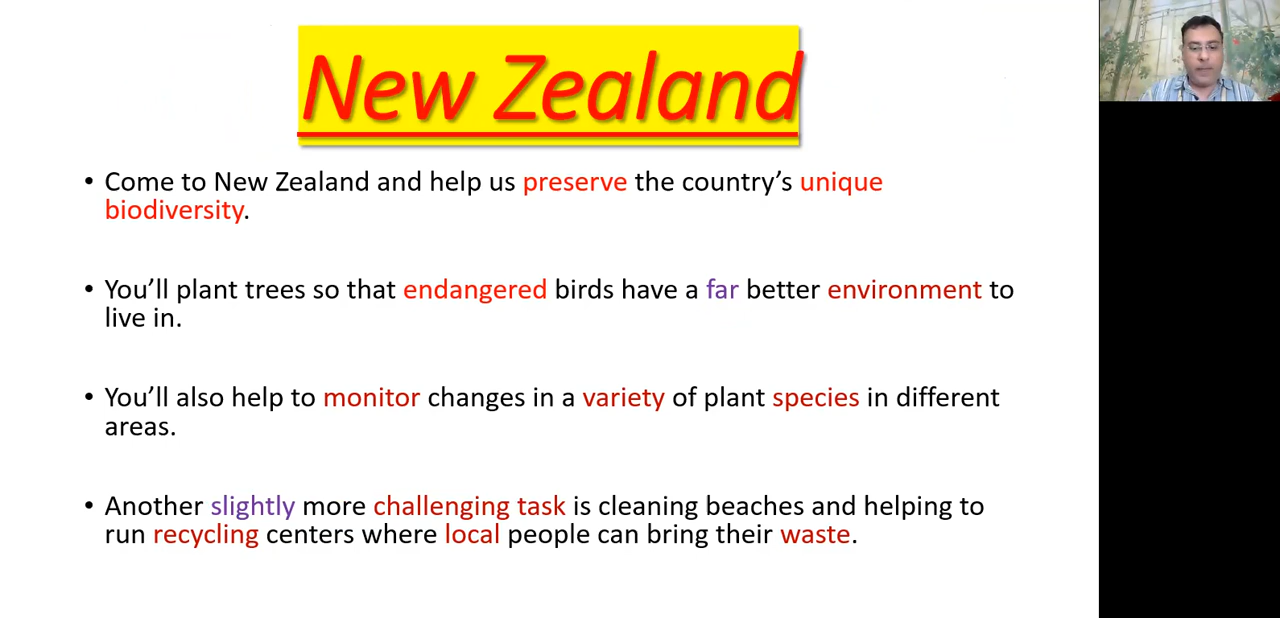 New Zealand
• Come to New Zealand and help us preserve the country’s unique
biodiversity.
• You’ll plant trees so that endangered birds have a far better environment to
live in.
• You’ll also help to monitor changes in a variety of plant species in different
areas.
• Another slightly more challenging task is cleaning beaches and helping to
run recycling centers where local people can bring their waste.